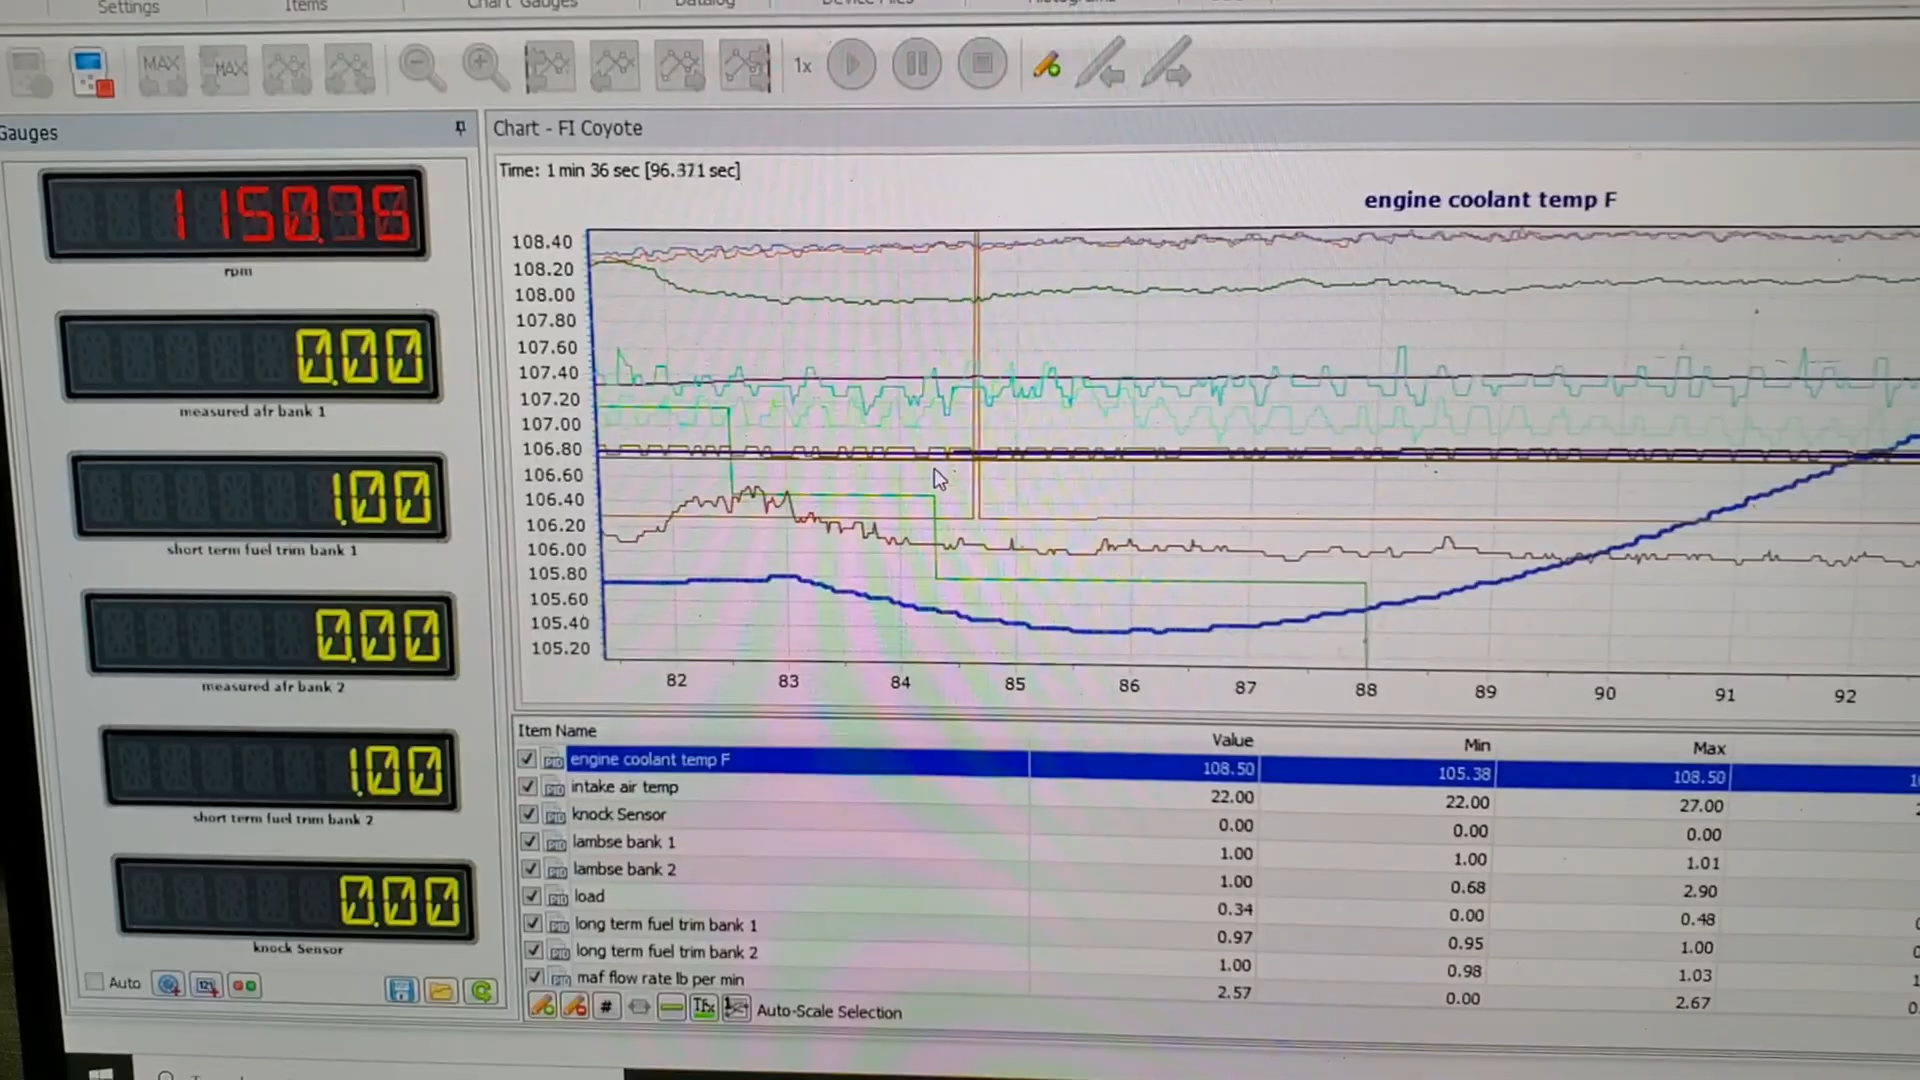 Settings
Items
MAX
MAX
1x
Gauges
Chart - FI Coyote
Time: 1 min 36 sec [96.371 sec]
engine coolant temp F
1150.76
rpm
0.00
measured afr bank 1
1.00
short term fuel trim bank 1
0.00
measured afr bank 2
1.00
short term fuel trim bank 2
0.00
knock Sensor
Auto
108.40
108.20
108.00
107.80
107.60
107.40
107.20
107.00
106.80
106.60
106.40
106.20
106.00
105.80
105.60
105.40
105.20
82 83 84 85 86 87 88 89 90 91 92
Item Name Value Min Max
engine coolant temp F 108.50 105.38 108.50
intake air temp 22.00 22.00 27.00
knock Sensor 0.00 0.00 0.00
lambse bank 1 1.00 1.00 1.01
lambse bank 2 1.00 0.68 2.90
load 0.34 0.00 0.48
long term fuel trim bank 1 0.97 0.95 1.00
long term fuel trim bank 2 1.00 0.98 1.03
maf flow rate lb per min 2.57 0.00 2.67
# Tfx Auto-Scale Selection